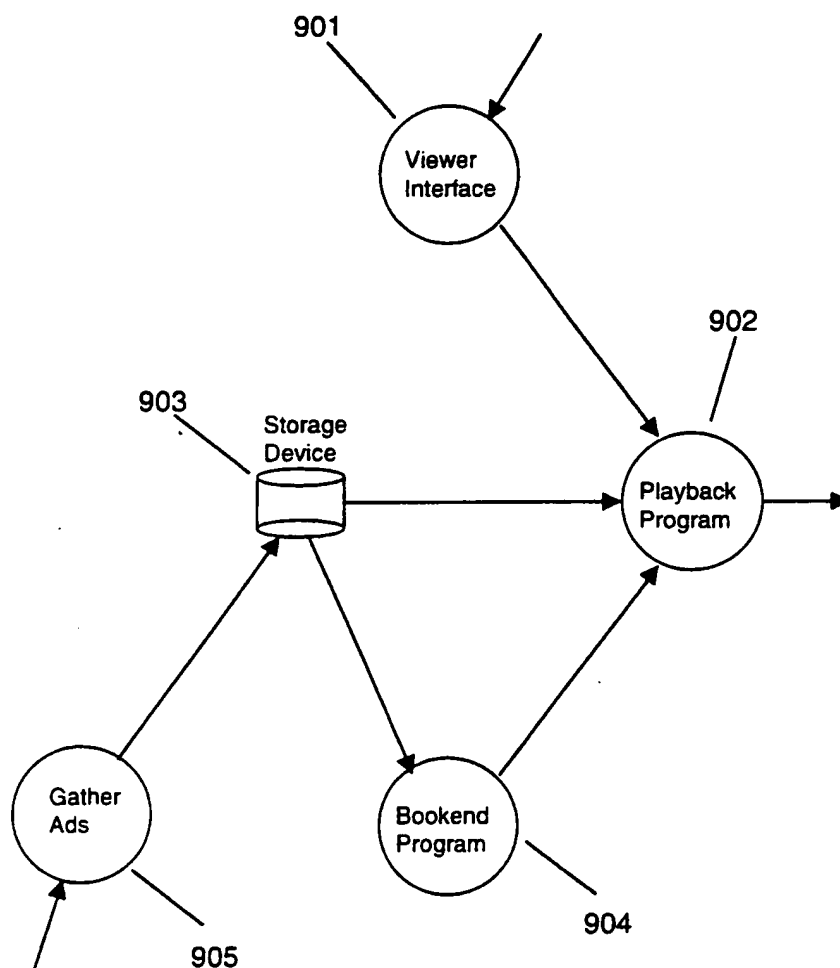 901
Viewer
Interface
902
903
Storage
Device
Playback
Program
Gather
Ads
Bookend
Program
904
905